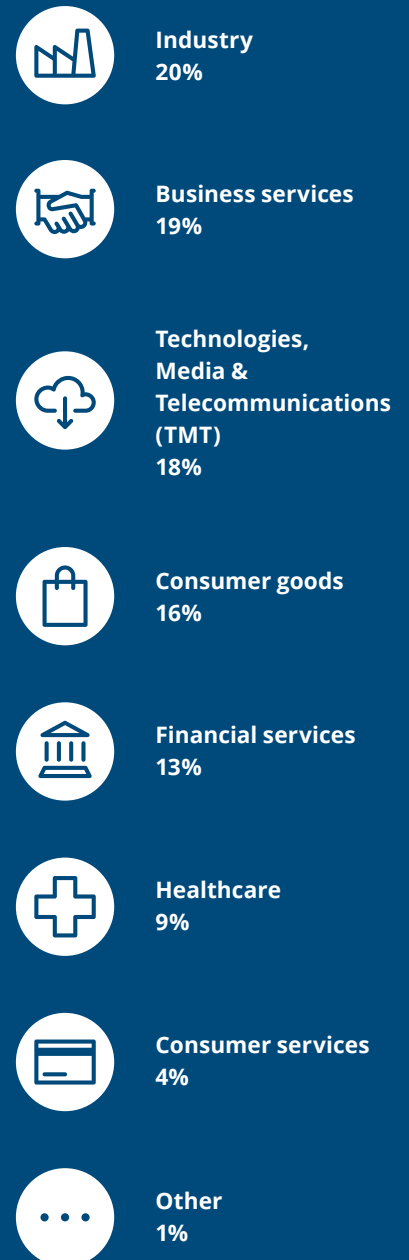 Industry
20%
Business services
19%
Technologies,
Media &
Telecommunications
(TMT)
18%
Consumer goods
16%
Financial services
13%
Healthcare
9%
Consumer services
4%
Other
1%